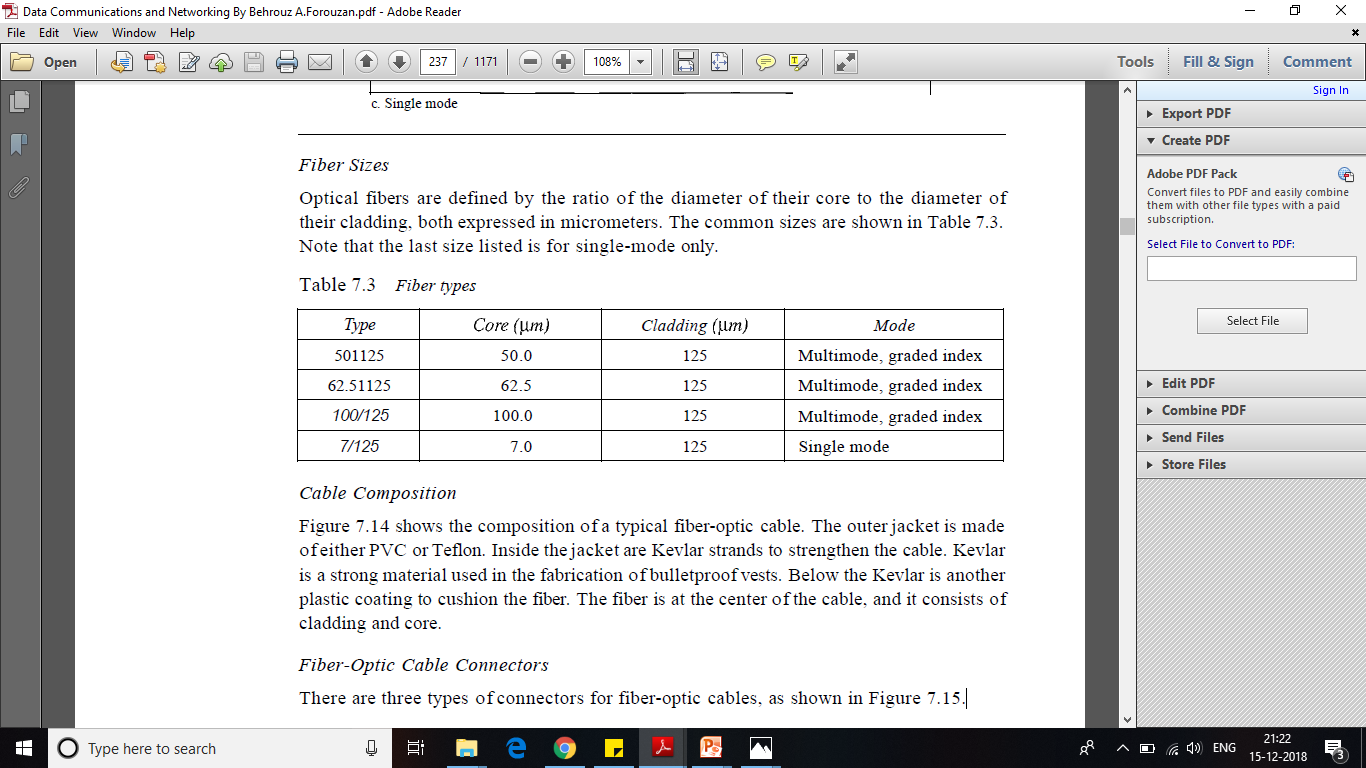 Data Communications and Networking By Behrouz A.Forouzan.pdf - Adobe Reader
File Edit View Window Help
Open 237 / 1171 108% Tools Fill & Sign Comment
Sign In
Export PDF
Create PDF
Adobe PDF Pack
Convert files to PDF and easily combine
them with other file types with a paid
subscription.
Select File to Convert to PDF:
Select File
Edit PDF
Combine PDF
Send Files
Store Files
c. Single mode
Fiber Sizes
Optical fibers are defined by the ratio of the diameter of their core to the diameter of
their cladding, both expressed in micrometers. The common sizes are shown in Table 7.3.
Note that the last size listed is for single-mode only.
Table 7.3 Fiber types
Type Core (µm) Cladding (µm) Mode
501125 50.0 125 Multimode, graded index
62.51125 62.5 125 Multimode, graded index
100/125 100.0 125 Multimode, graded index
7/125 7.0 125 Single mode
Cable Composition
Figure 7.14 shows the composition of a typical fiber-optic cable. The outer jacket is made
of either PVC or Teflon. Inside the jacket are Kevlar strands to strengthen the cable. Kevlar
is a strong material used in the fabrication of bulletproof vests. Below the Kevlar is another
plastic coating to cushion the fiber. The fiber is at the center of the cable, and it consists of
cladding and core.
Fiber-Optic Cable Connectors
There are three types of connectors for fiber-optic cables, as shown in Figure 7.15.
Type here to search
ENG
21:22
15-12-2018
3